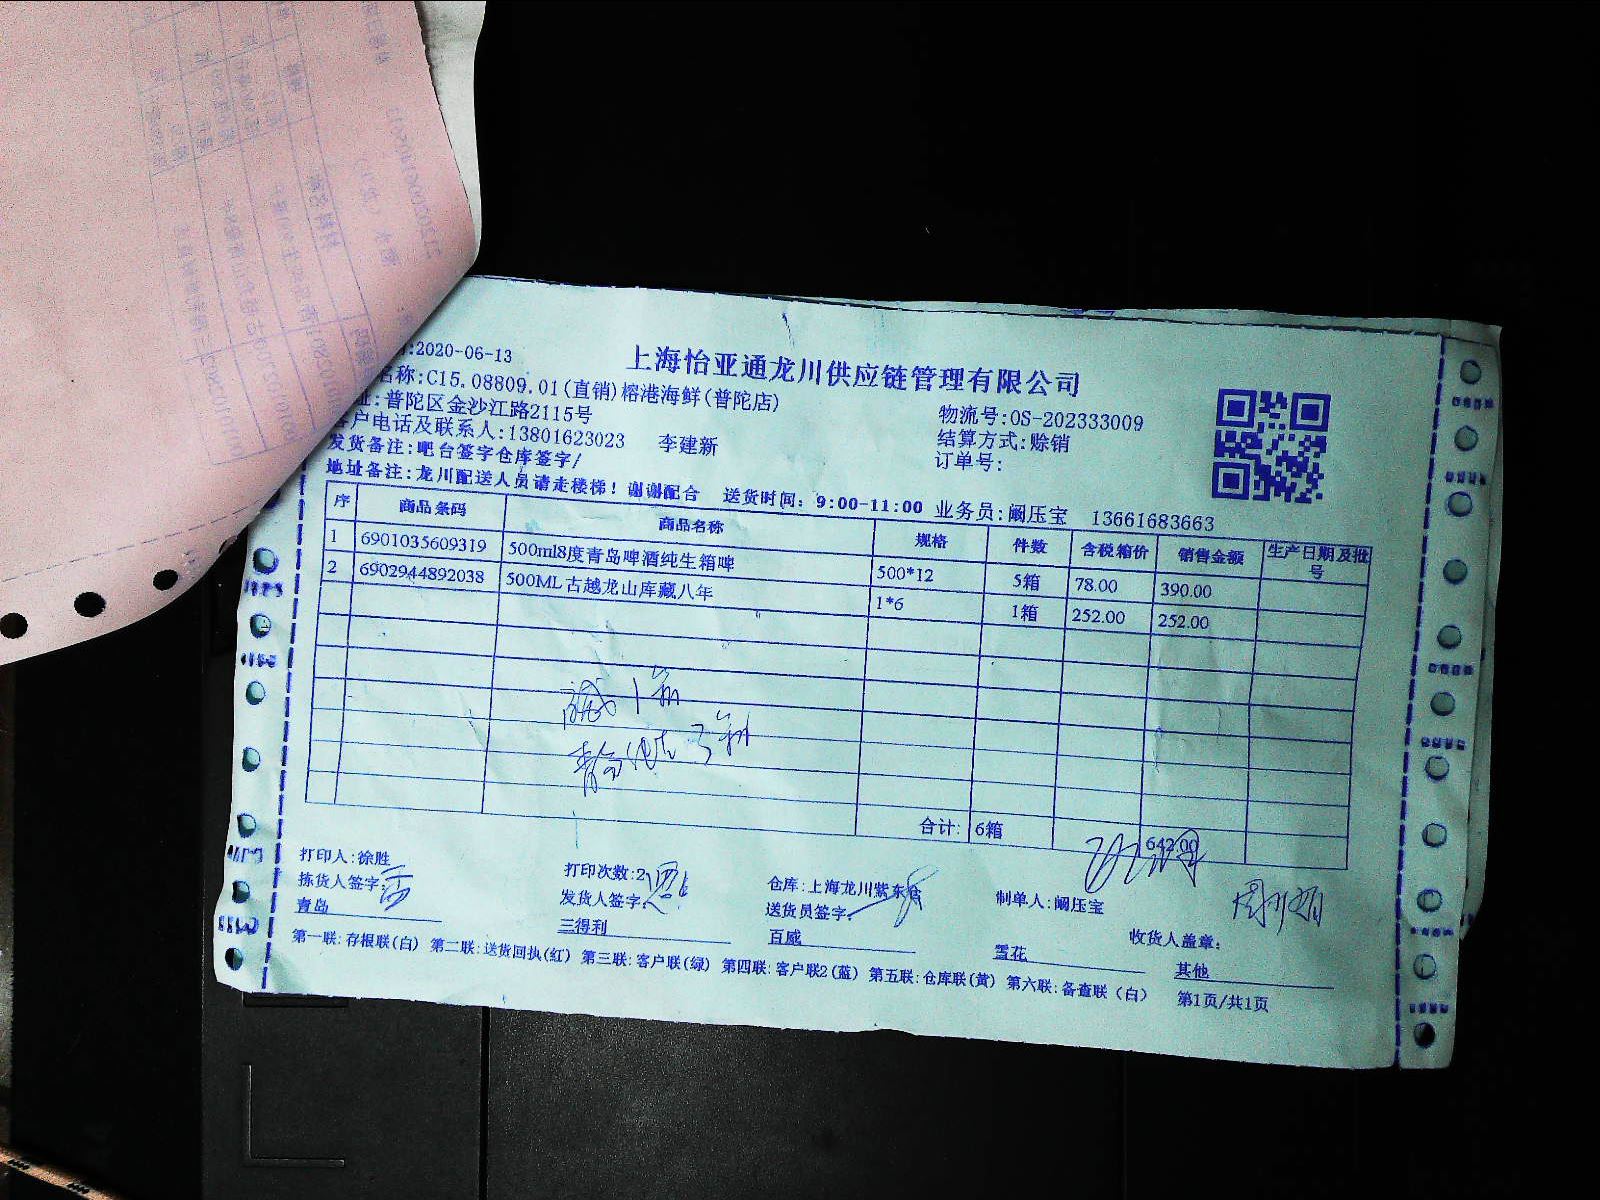 上海怡亚通龙川供应链管理有限公司
:2020-06-13
名称:C15.08809.01(直销)榕港海鲜(普陀店)
址:普陀区金沙江路2115号
客户电话及联系人:13801623023 李建新
发货备注:吧台签字仓库签字/
地址备注:龙川配送人员请走楼梯！谢谢配合 送货时间：9:00-11:00
物流号:OS-202333009
结算方式:赊销
订单号:
业务员:阚压宝 13661683663
序 商品条码 商品名称 规格 件数 含税箱价 销售金额 生产日期及批号
1 6901035609319 500ml8度青岛啤酒纯生箱啤 500*12 5箱 78.00 390.00
2 6902944892038 500ML古越龙山库藏八年 1*6 1箱 252.00 252.00
合计: 6箱 642.00
打印人:徐胜 打印次数:2 仓库:上海龙川紫东仓 制单人:阚压宝
拣货人签字: 发货人签字: 送货员签字: 收货人盖章:
青岛 三得利 百威 雪花 其他
第一联:存根联(白) 第二联:送货回执(红) 第三联:客户联(绿) 第四联:客户联2(蓝) 第五联:仓库联(黄) 第六联:备查联（白） 第1页/共1页